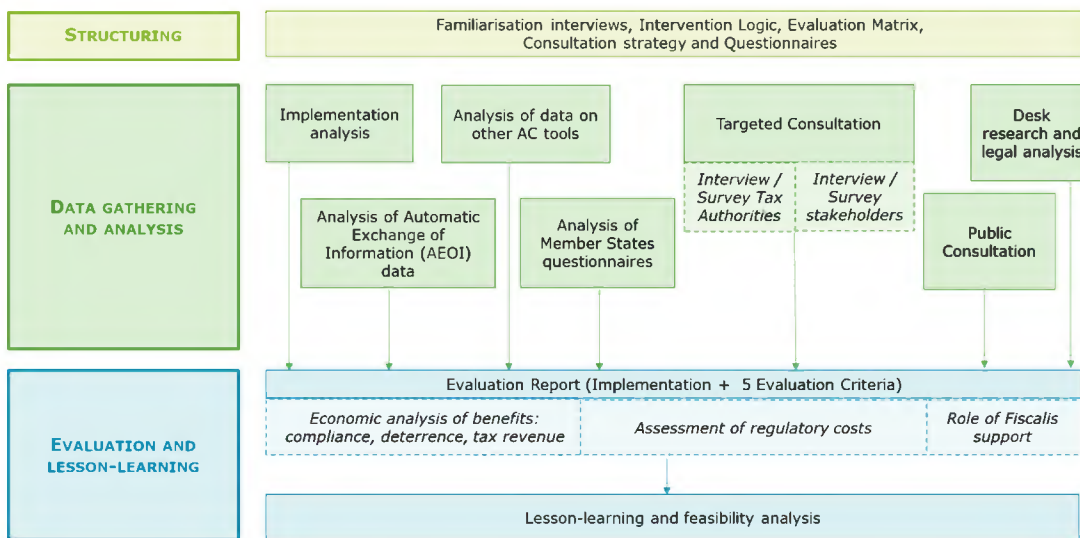 STRUCTURING
Familiarisation interviews, Intervention Logic, Evaluation Matrix,
Consultation strategy and Questionnaires
DATA GATHERING
AND ANALYSIS
Implementation
analysis
Analysis of data on
other AC tools
Targeted Consultation
Interview /
Survey Tax
Authorities
Interview /
Survey
stakeholders
Desk
research and
legal analysis
Analysis of Automatic
Exchange of
Information (AEOI)
data
Analysis of
Member States
questionnaires
Public
Consultation
EVALUATION AND
LESSON-LEARNING
Evaluation Report (Implementation + 5 Evaluation Criteria)
Economic analysis of benefits:
compliance, deterrence, tax revenue
Assessment of regulatory costs
Role of Fiscalis
support
Lesson-learning and feasibility analysis